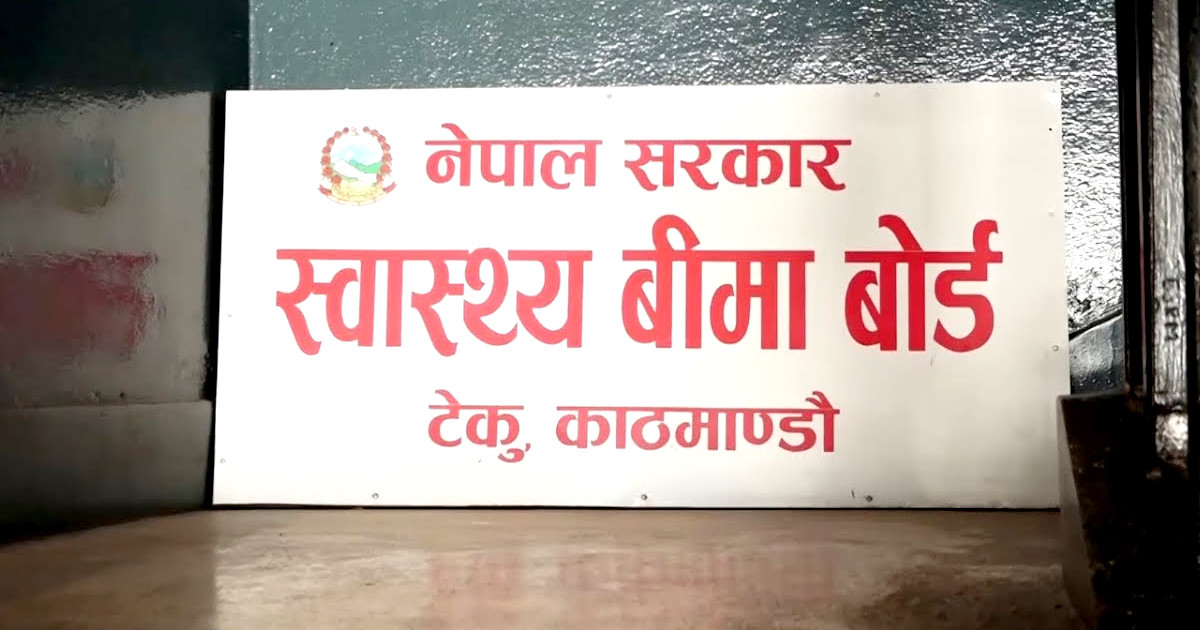 नेपाल सरकार
स्वास्थ्य बीमा बोर्ड
टेकु, काठमाण्डौ